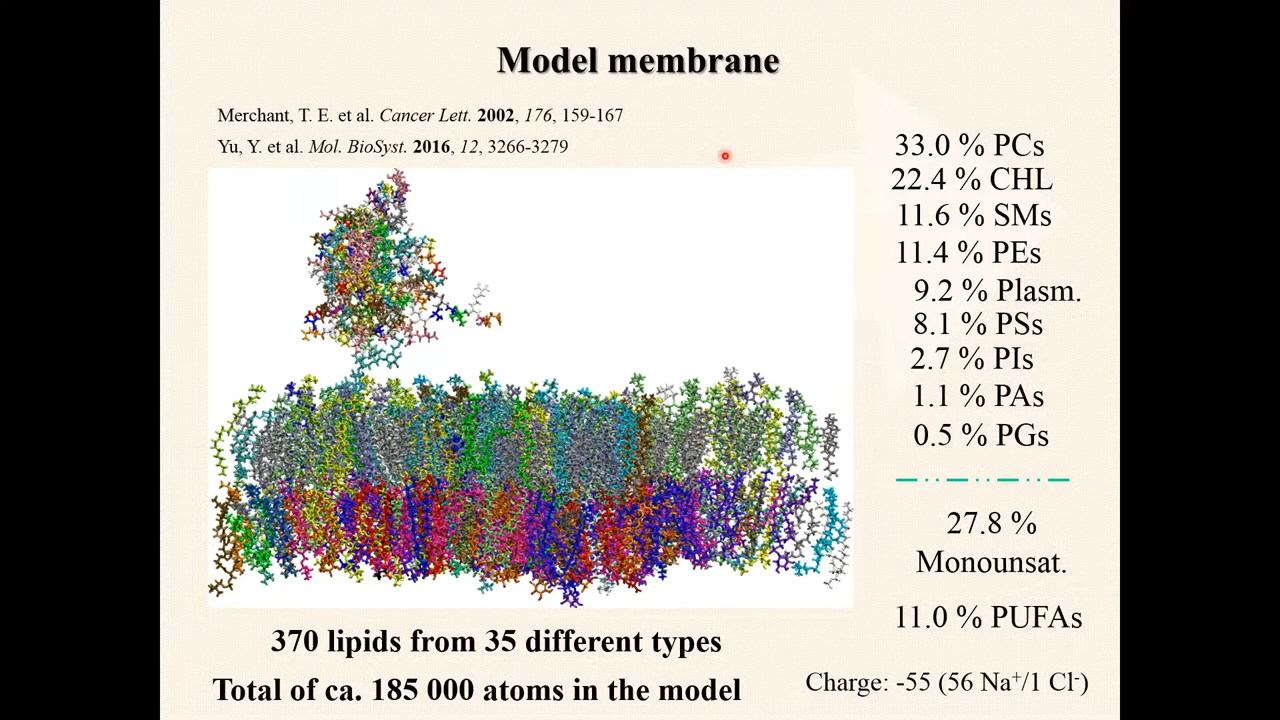 Model membrane
Merchant, T. E. et al. Cancer Lett. 2002, 176, 159-167
Yu, Y. et al. Mol. BioSyst. 2016, 12, 3266-3279
33.0 % PCs
22.4 % CHL
11.6 % SMs
11.4 % PEs
9.2 % Plasm.
8.1 % PSs
2.7 % PIs
1.1 % PAs
0.5 % PGs
27.8 %
Monounsat.
11.0 % PUFAs
370 lipids from 35 different types
Total of ca. 185 000 atoms in the model
Charge: -55 (56 Na⁺/1 Cl⁻)